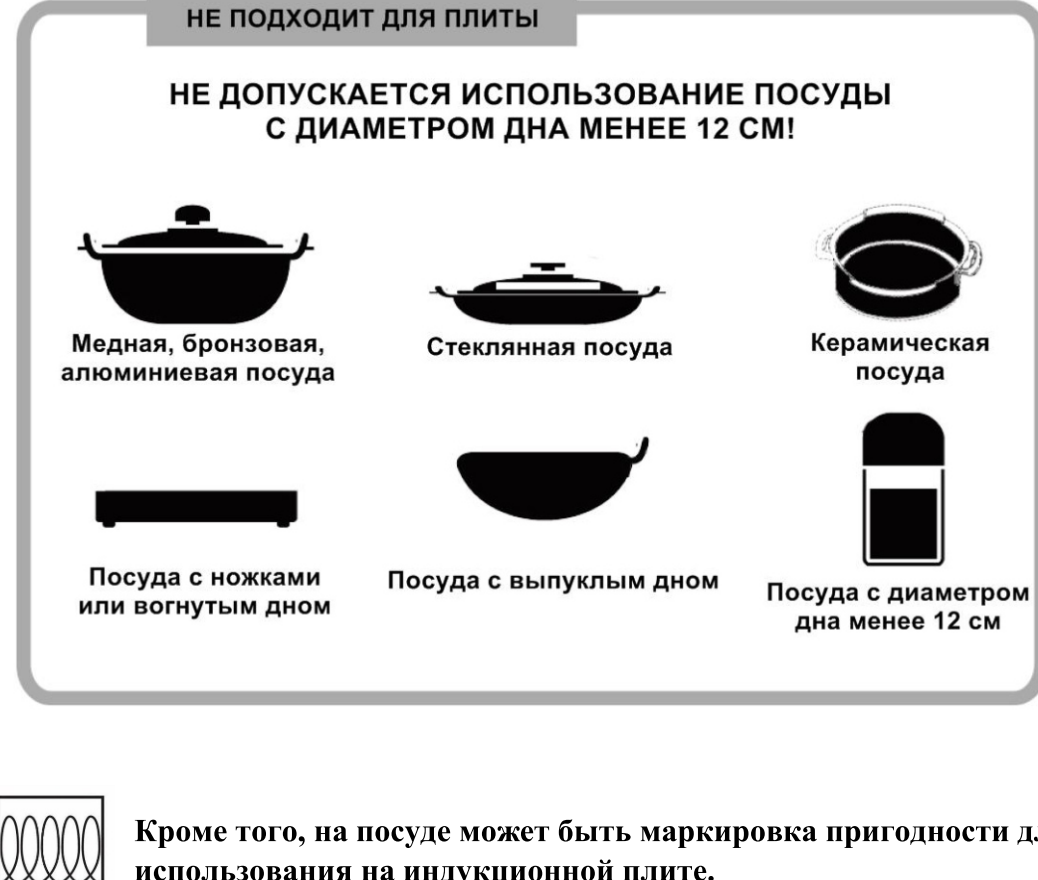 НЕ ПОДХОДИТ ДЛЯ ПЛИТЫ
НЕ ДОПУСКАЕТСЯ ИСПОЛЬЗОВАНИЕ ПОСУДЫ
С ДИАМЕТРОМ ДНА МЕНЕЕ 12 СМ!
Медная, бронзовая,
алюминиевая посуда
Стеклянная посуда
Керамическая
посуда
Посуда с ножками
или вогнутым дном
Посуда с выпуклым дном
Посуда с диаметром
дна менее 12 см
Кроме того, на посуде может быть маркировка пригодности
использования на индукционной плите.